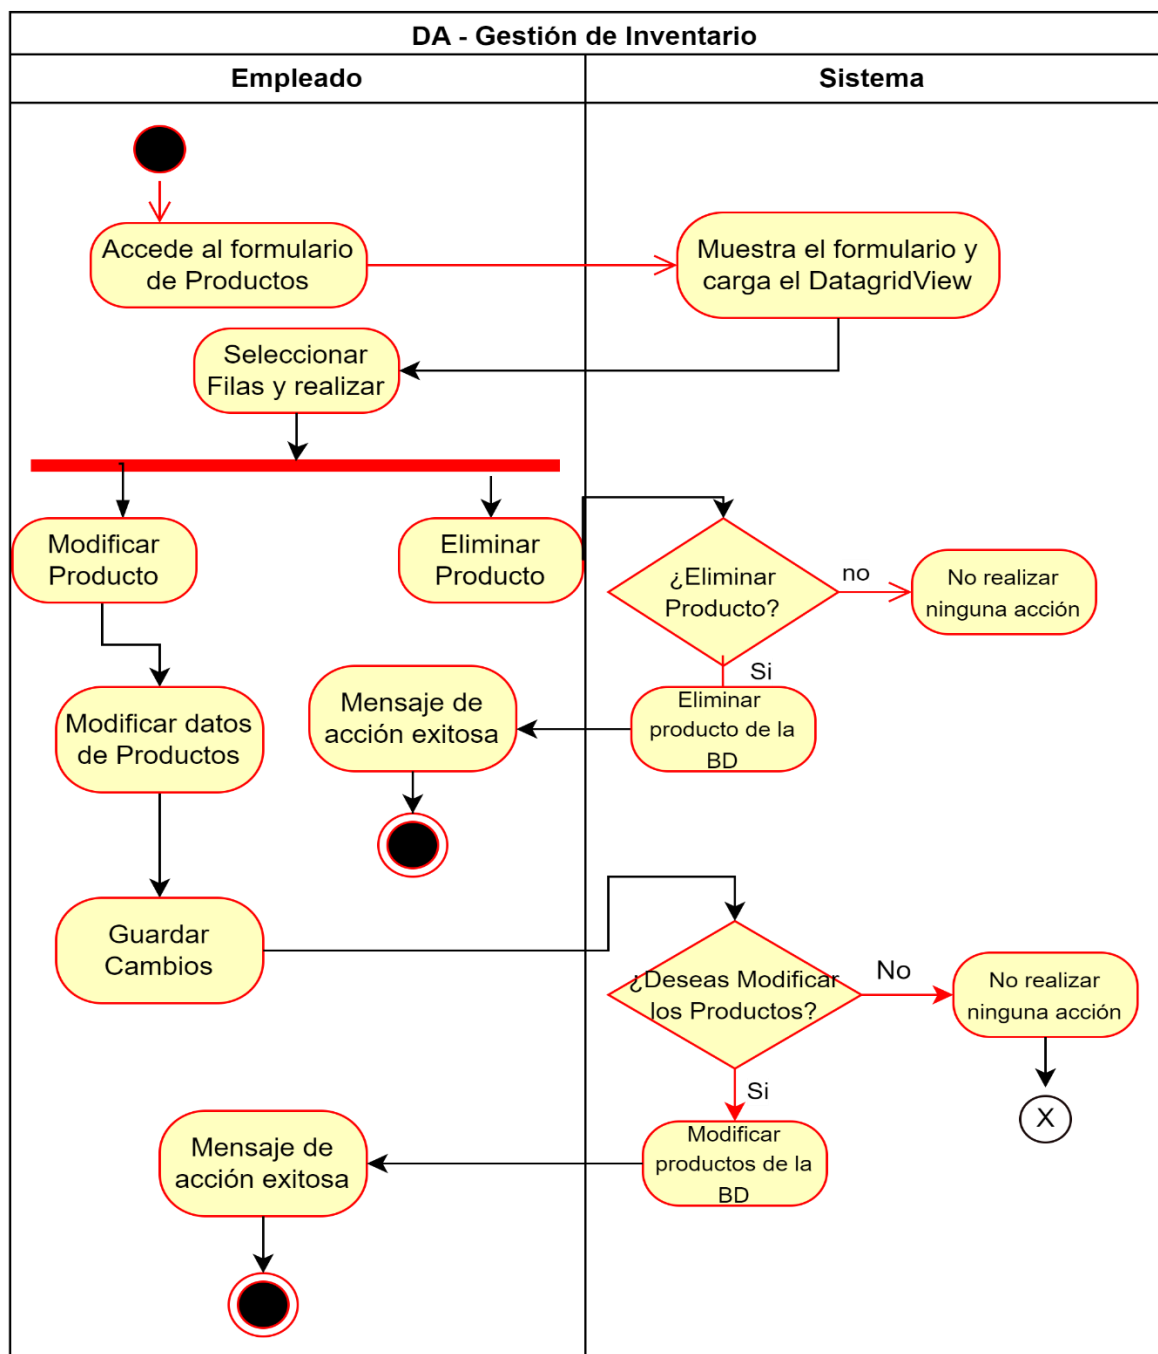 DA - Gestión de Inventario
Empleado
Sistema
Accede al formulario
de Productos
Muestra el formulario y
carga el DatagridView
Seleccionar
Filas y realizar
Modificar
Producto
Eliminar
Producto
¿Eliminar
Producto?
no
No realizar
ninguna acción
Si
Mensaje de
acción exitosa
Eliminar
producto de la
BD
Modificar datos
de Productos
Guardar
Cambios
¿Deseas Modificar
los Productos?
No
No realizar
ninguna acción
Si
X
Mensaje de
acción exitosa
Modificar
productos de la
BD